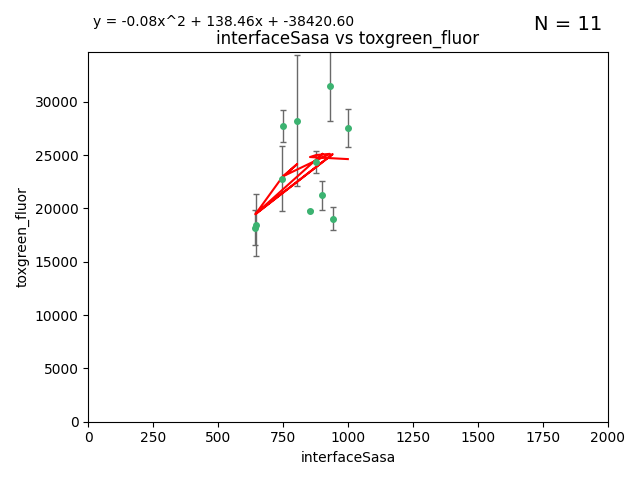 y = -0.08x^2 + 138.46x + -38420.60
N = 11
interfaceSasa vs toxgreen_fluor
toxgreen_fluor
30000
25000
20000
15000
10000
5000
0
0 250 500 750 1000 1250 1500 1750 2000
interfaceSasa